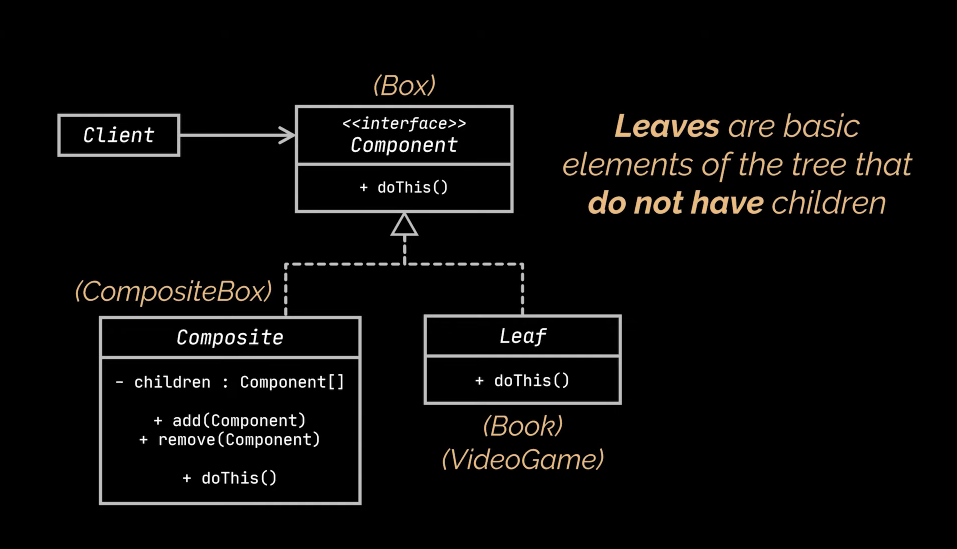 (Box)
Client
<<interface>>
Component
+ doThis()
Leaves are basic
elements of the tree that
do not have children
(CompositeBox)
Composite
- children : Component[]
+ add(Component)
+ remove(Component)
+ doThis()
Leaf
+ doThis()
(Book)
(VideoGame)